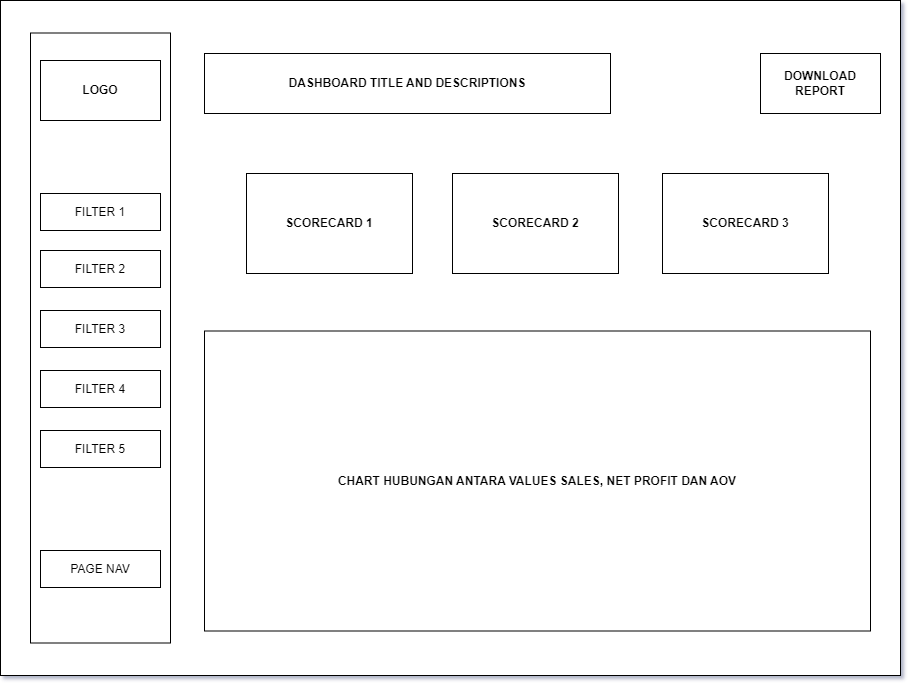 LOGO
DASHBOARD TITLE AND DESCRIPTIONS
DOWNLOAD
REPORT
FILTER 1
FILTER 2
FILTER 3
FILTER 4
FILTER 5
PAGE NAV
SCORECARD 1
SCORECARD 2
SCORECARD 3
CHART HUBUNGAN ANTARA VALUES SALES, NET PROFIT DAN AOV